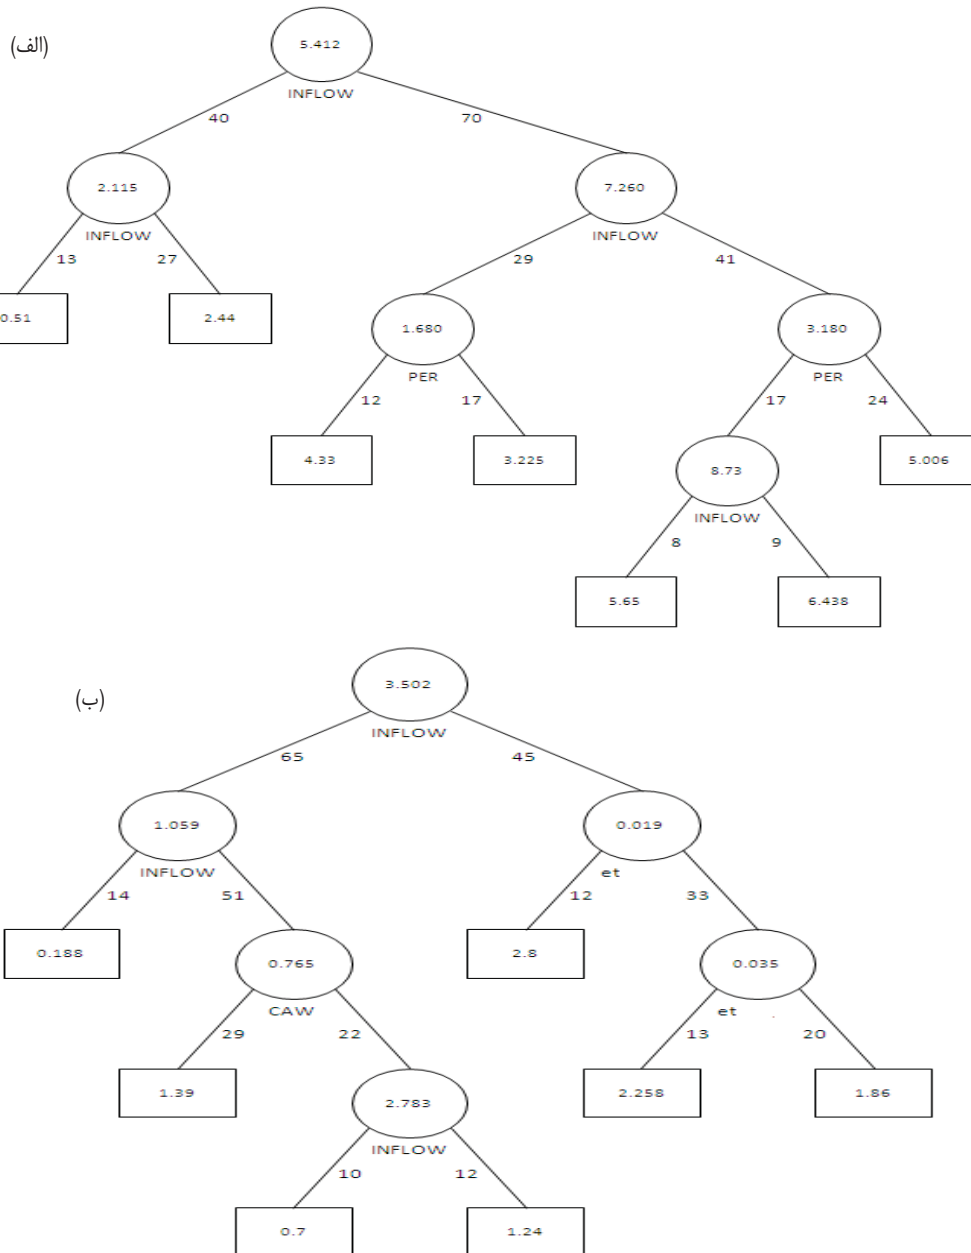 (الف)
5.412
INFLOW
40 70
2.115 7.260
INFLOW INFLOW
13 27 29 41
0.51 2.44 1.680 3.180
PER PER
12 17 17 24
4.33 3.225 8.73 5.006
INFLOW
8 9
5.65 6.438
(ب)
3.502
INFLOW
65 45
1.059 0.019
INFLOW et
14 51 12 33
0.188 0.765 2.8 0.035
CAW et
29 22 13 20
1.39 2.783 2.258 1.86
INFLOW
10 12
0.7 1.24